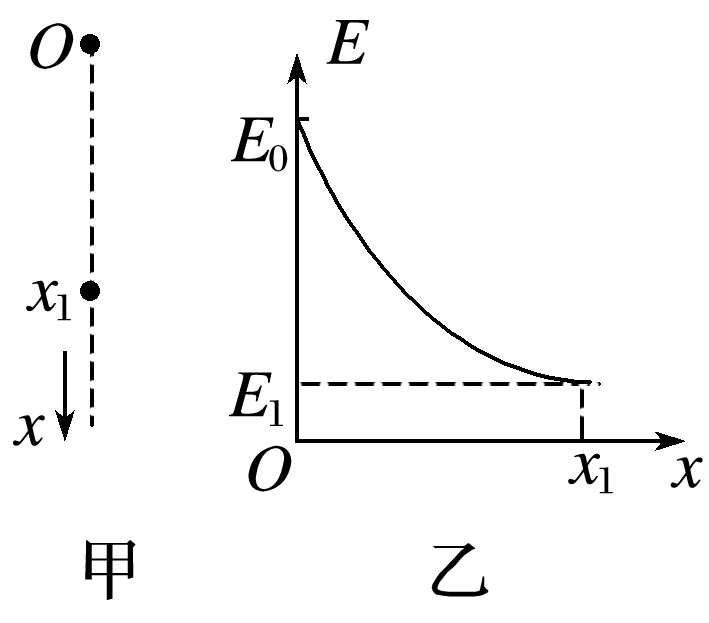 O
x₁
x
甲
E
E₀
E₁
O
x₁
x
乙